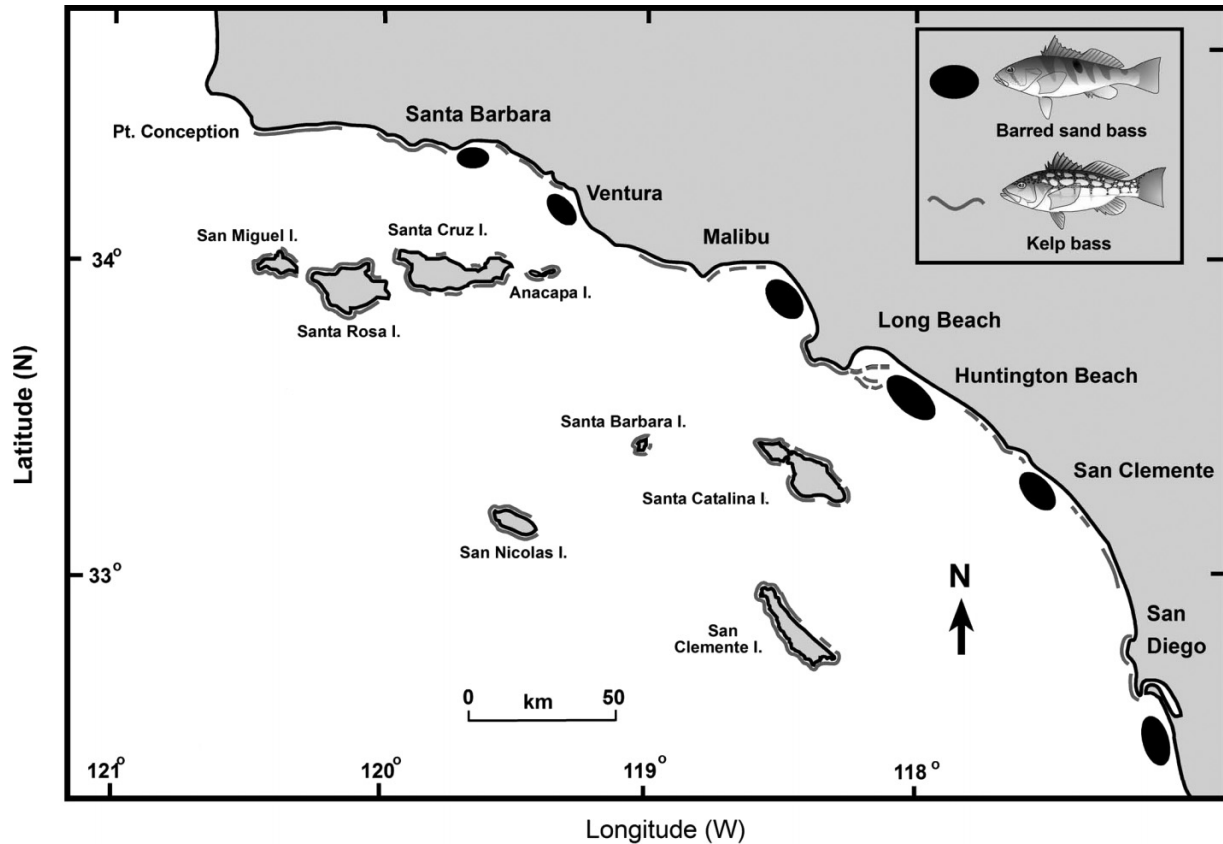 Barred sand bass
Kelp bass
Santa Barbara
Pt. Conception
Ventura
San Miguel I.
Santa Cruz I.
Malibu
34°
Anacapa I.
Santa Rosa I.
Long Beach
Huntington Beach
Santa Barbara I.
San Clemente
Santa Catalina I.
San Nicolas I.
33°
N
San
Diego
San
Clemente I.
0 km 50
121° 120° 119° 118°
Latitude (N)
Longitude (W)